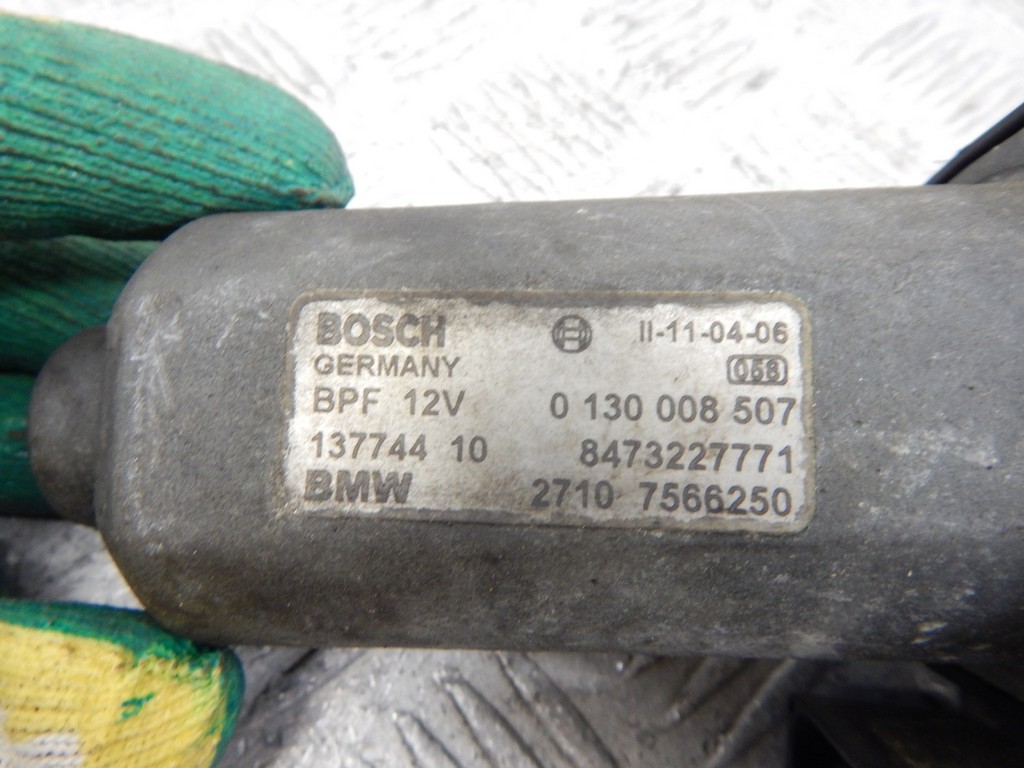 BOSCH II-11-04-06
GERMANY 058
BPF 12V 0 130 008 507
137744 10 8473227771
BMW 2710 7566250